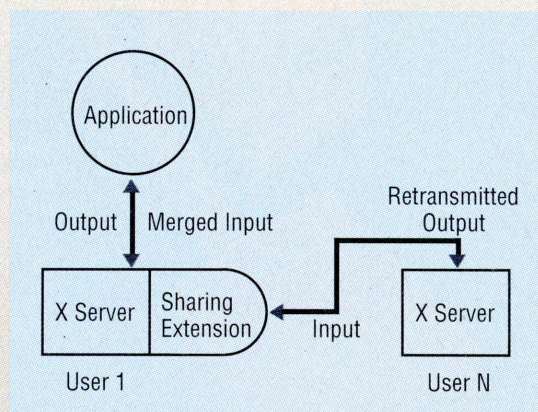 Application
Output
Merged Input
Retransmitted
Output
X Server
Sharing
Extension
Input
X Server
User 1
User N